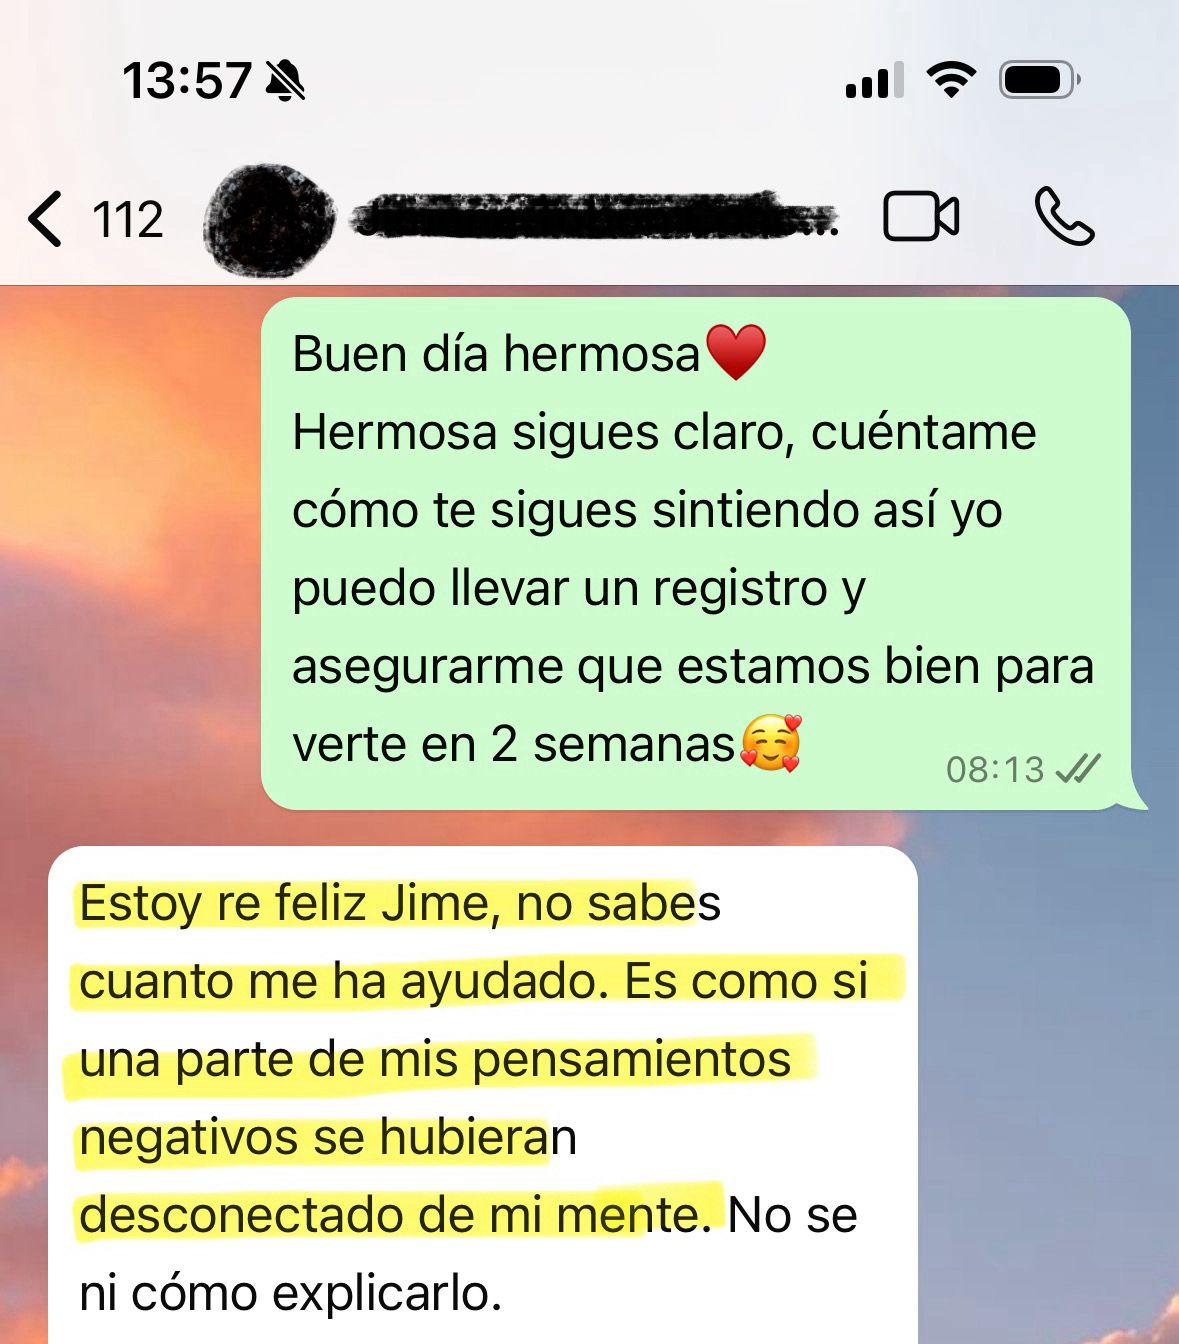 13:57
112
...
Buen día hermosa♥️
Hermosa sigues claro, cuéntame
cómo te sigues sintiendo así yo
puedo llevar un registro y
asegurarme que estamos bien para
verte en 2 semanas🥰
08:13
Estoy re feliz Jime, no sabes
cuanto me ha ayudado. Es como si
una parte de mis pensamientos
negativos se hubieran
desconectado de mi mente. No se
ni cómo explicarlo.